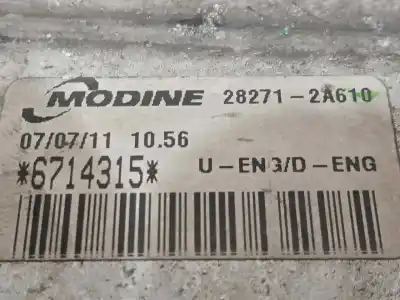 MODINE 28271-2A610
07/07/11 10.56
*6714315* U-ENG/D-ENG